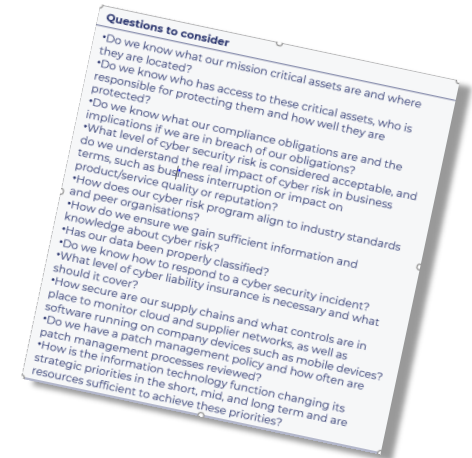 Questions to consider
•Do we know what our mission critical assets are and where
they are located?
•Do we know who has access to these critical assets, who is
responsible for protecting them and how well they are
protected?
•Do we know what our compliance obligations are and the
implications if we are in breach of our obligations?
•What level of cyber security risk is considered acceptable, and
do we understand the real impact of cyber risk in business
terms, such as business interruption or impact on
product/service quality or reputation?
•How does our cyber risk program align to industry standards
and peer organisations?
•How do we ensure we gain sufficient information and
knowledge about cyber risk?
•Has our data been properly classified?
•Do we know how to respond to a cyber security incident?
•What level of cyber liability insurance is necessary and what
should it cover?
•How secure are our supply chains and what controls are in
place to monitor cloud and supplier networks, as well as
software running on company devices such as mobile devices?
•Do we have a patch management policy and how often are
patch management processes reviewed?
•How is the information technology function changing its
strategic priorities in the short, mid, and long term and are
resources sufficient to achieve these priorities?